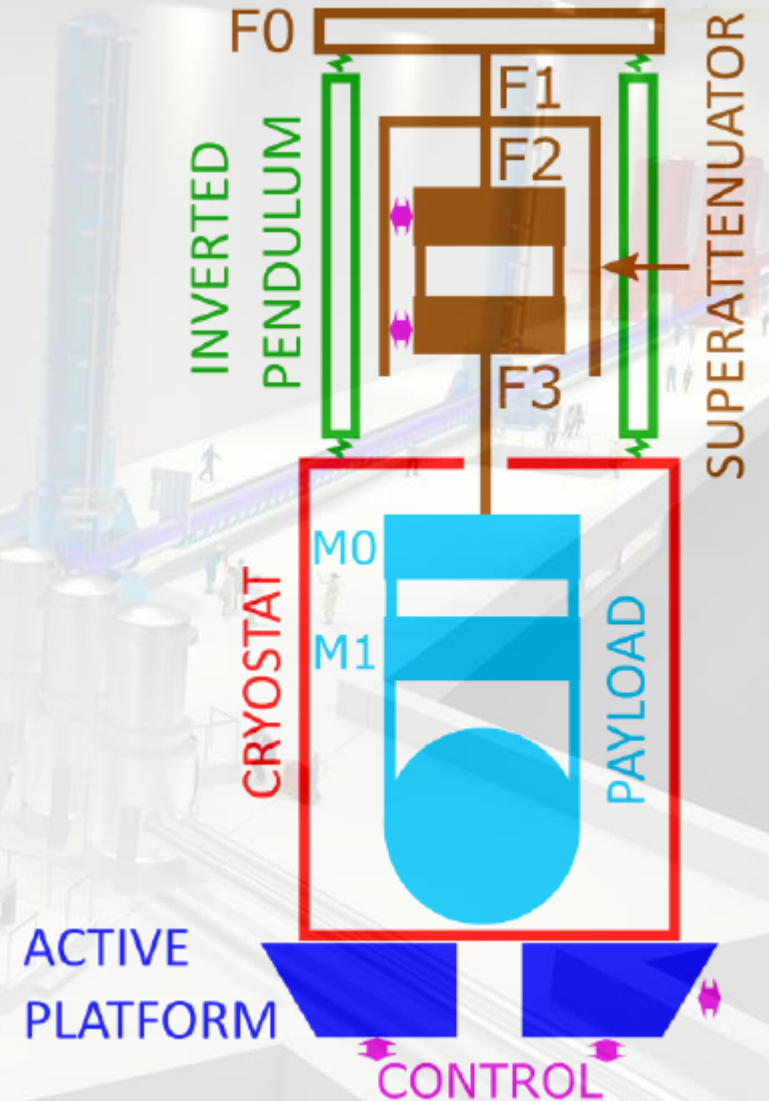 F0
F1
SUPERATTENUATOR
INVERTED
PENDULUM
F2
F3
M0
M1
CRYOSTAT
PAYLOAD
ACTIVE
PLATFORM
CONTROL